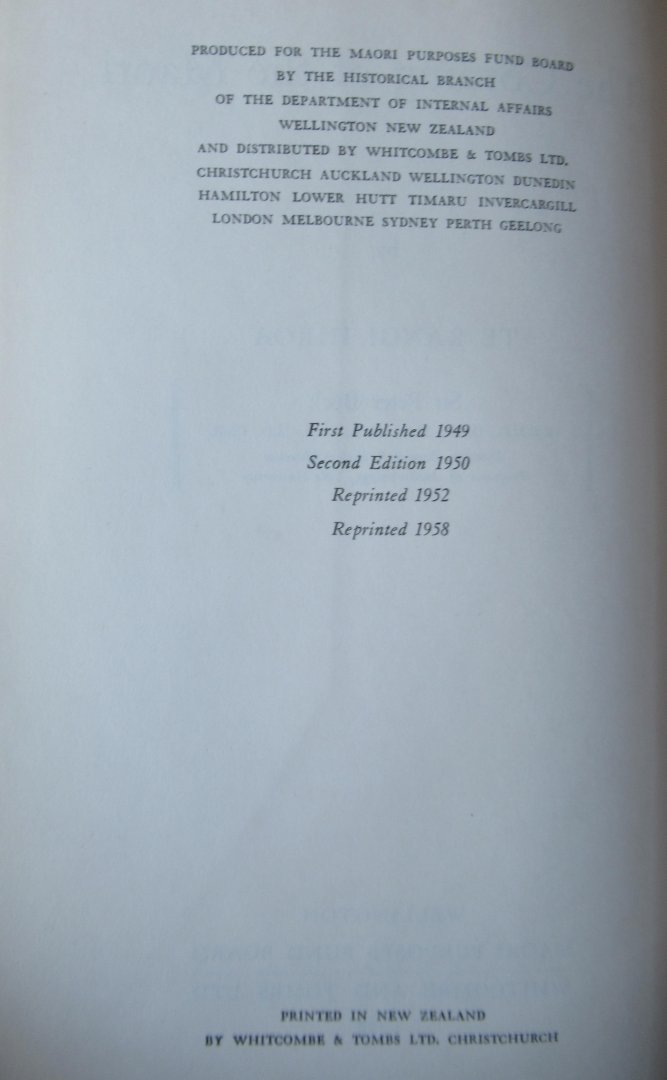 PRODUCED FOR THE MAORI PURPOSES FUND BOARD
BY THE HISTORICAL BRANCH
OF THE DEPARTMENT OF INTERNAL AFFAIRS
WELLINGTON NEW ZEALAND
AND DISTRIBUTED BY WHITCOMBE & TOMBS LTD.
CHRISTCHURCH AUCKLAND WELLINGTON DUNEDIN
HAMILTON LOWER HUTT TIMARU INVERCARGILL
LONDON MELBOURNE SYDNEY PERTH GEELONG
First Published 1949
Second Edition 1950
Reprinted 1952
Reprinted 1958
PRINTED IN NEW ZEALAND
BY WHITCOMBE & TOMBS LTD. CHRISTCHURCH